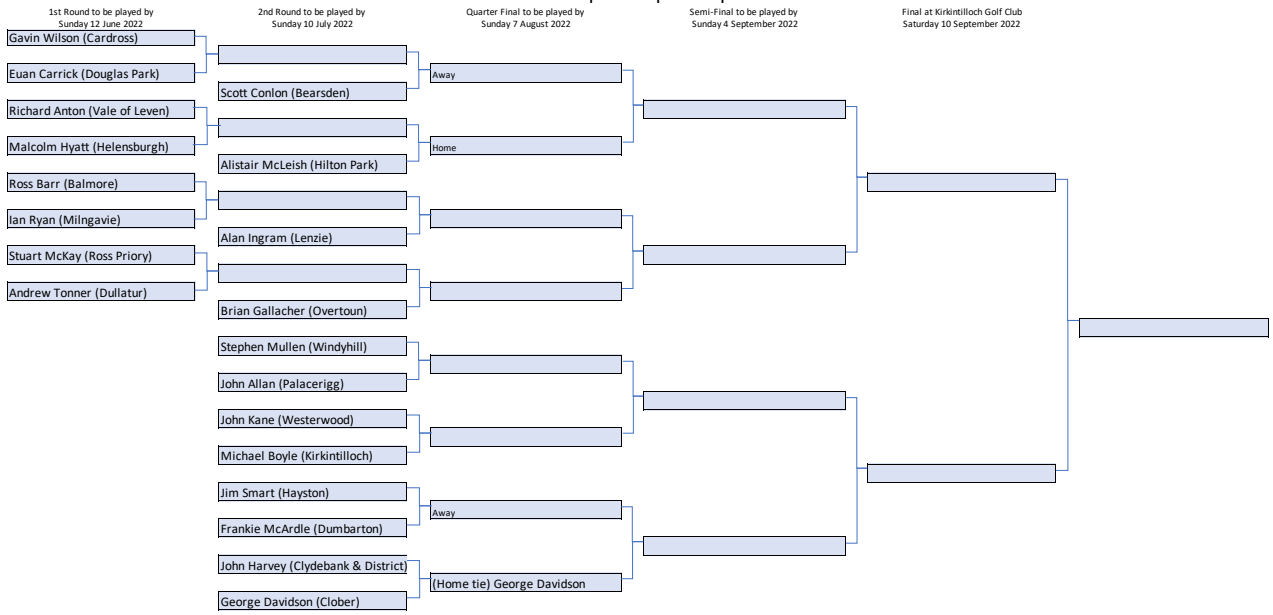 1st Round to be played by
Sunday 12 June 2022
2nd Round to be played by
Sunday 10 July 2022
Quarter Final to be played by
Sunday 7 August 2022
Semi-Final to be played by
Sunday 4 September 2022
Final at Kirkintilloch Golf Club
Saturday 10 September 2022
Gavin Wilson (Cardross)
Euan Carrick (Douglas Park)
Richard Anton (Vale of Leven)
Malcolm Hyatt (Helensburgh)
Ross Barr (Balmore)
Ian Ryan (Milngavie)
Stuart McKay (Ross Priory)
Andrew Tonner (Dullatur)
Scott Conlon (Bearsden)
Alistair McLeish (Hilton Park)
Alan Ingram (Lenzie)
Brian Gallacher (Overtoun)
Stephen Mullen (Windyhill)
John Allan (Palacerigg)
John Kane (Westerwood)
Michael Boyle (Kirkintilloch)
Jim Smart (Hayston)
Frankie McArdle (Dumbarton)
John Harvey (Clydebank & District)
George Davidson (Clober)
Away
Home
Away
(Home tie) George Davidson